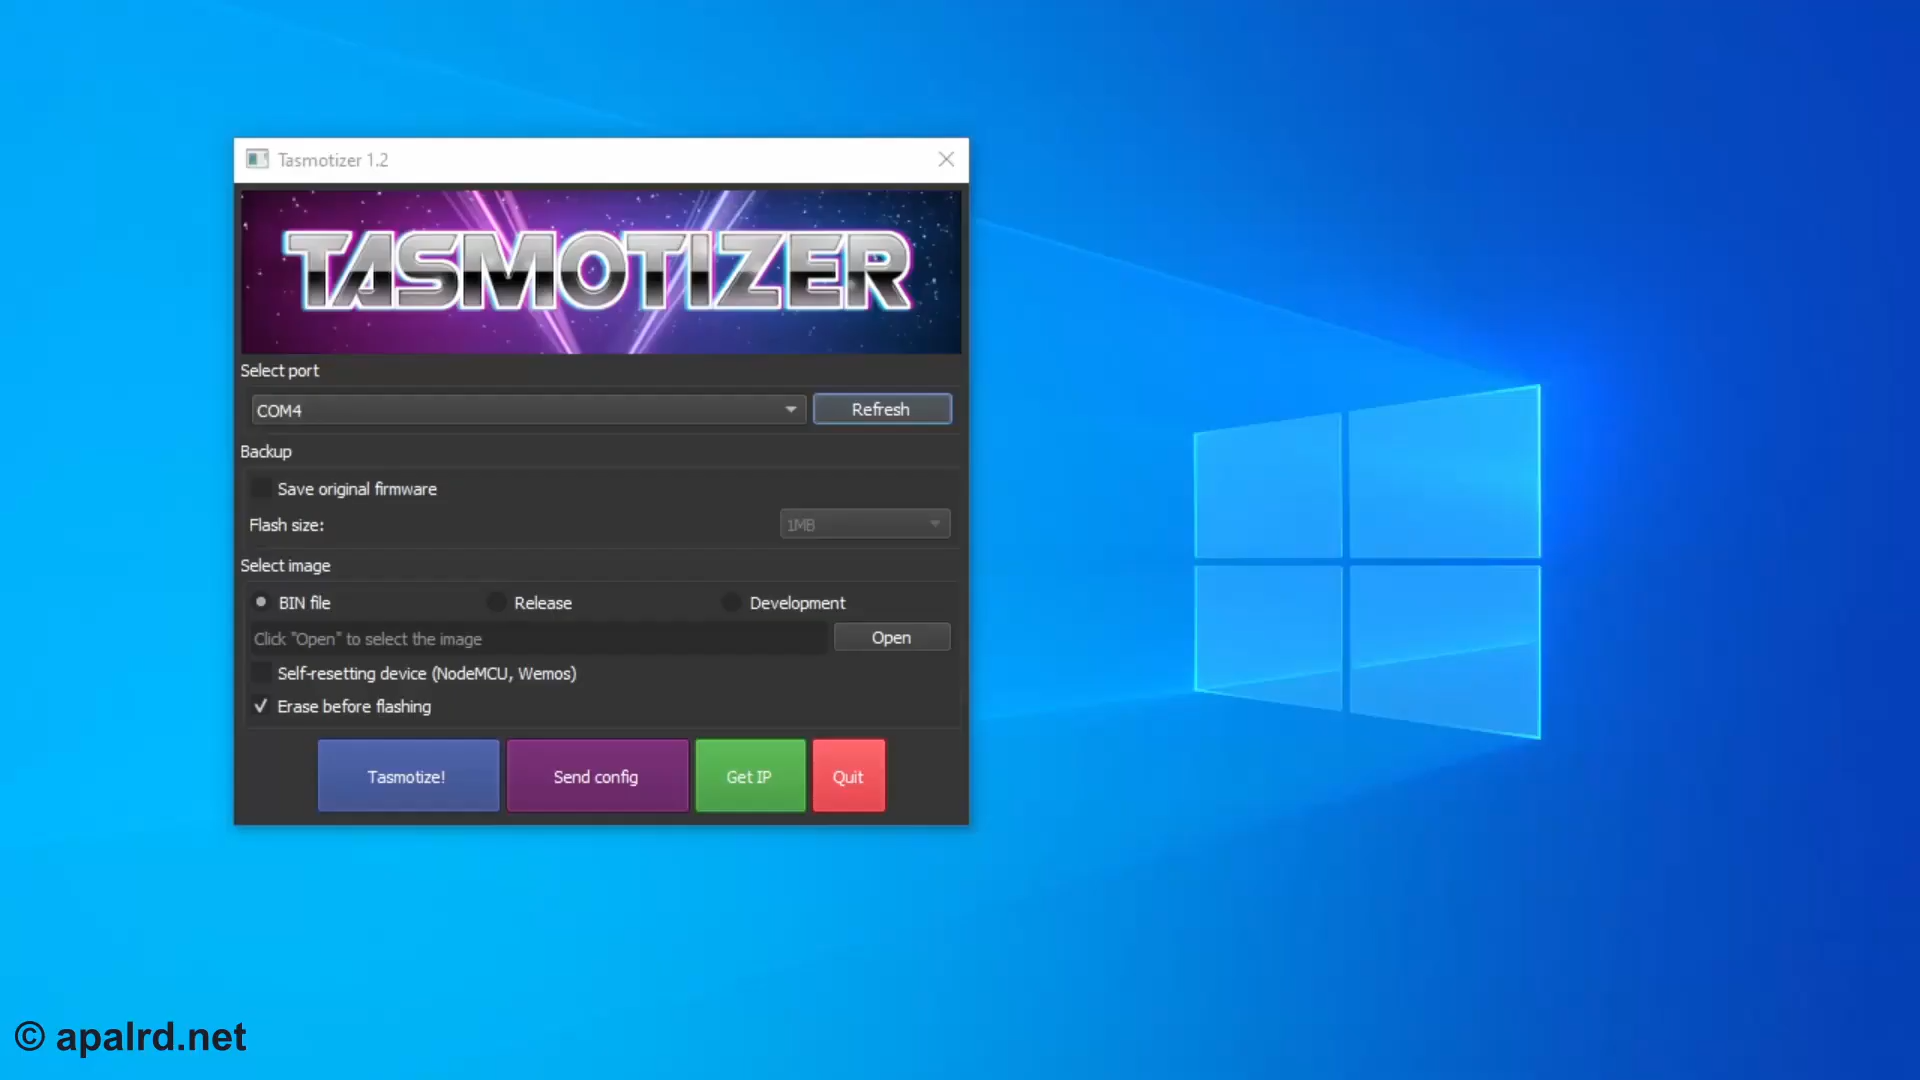 Tasmotizer 1.2
TASMOTIZER
Select port
COM4
Refresh
Backup
Save original firmware
Flash size:
1MB
Select image
BIN file
Release
Development
Click "Open" to select the image
Open
Self-resetting device (NodeMCU, Wemos)
Erase before flashing
Tasmotize!
Send config
Get IP
Quit
© apalrd.net